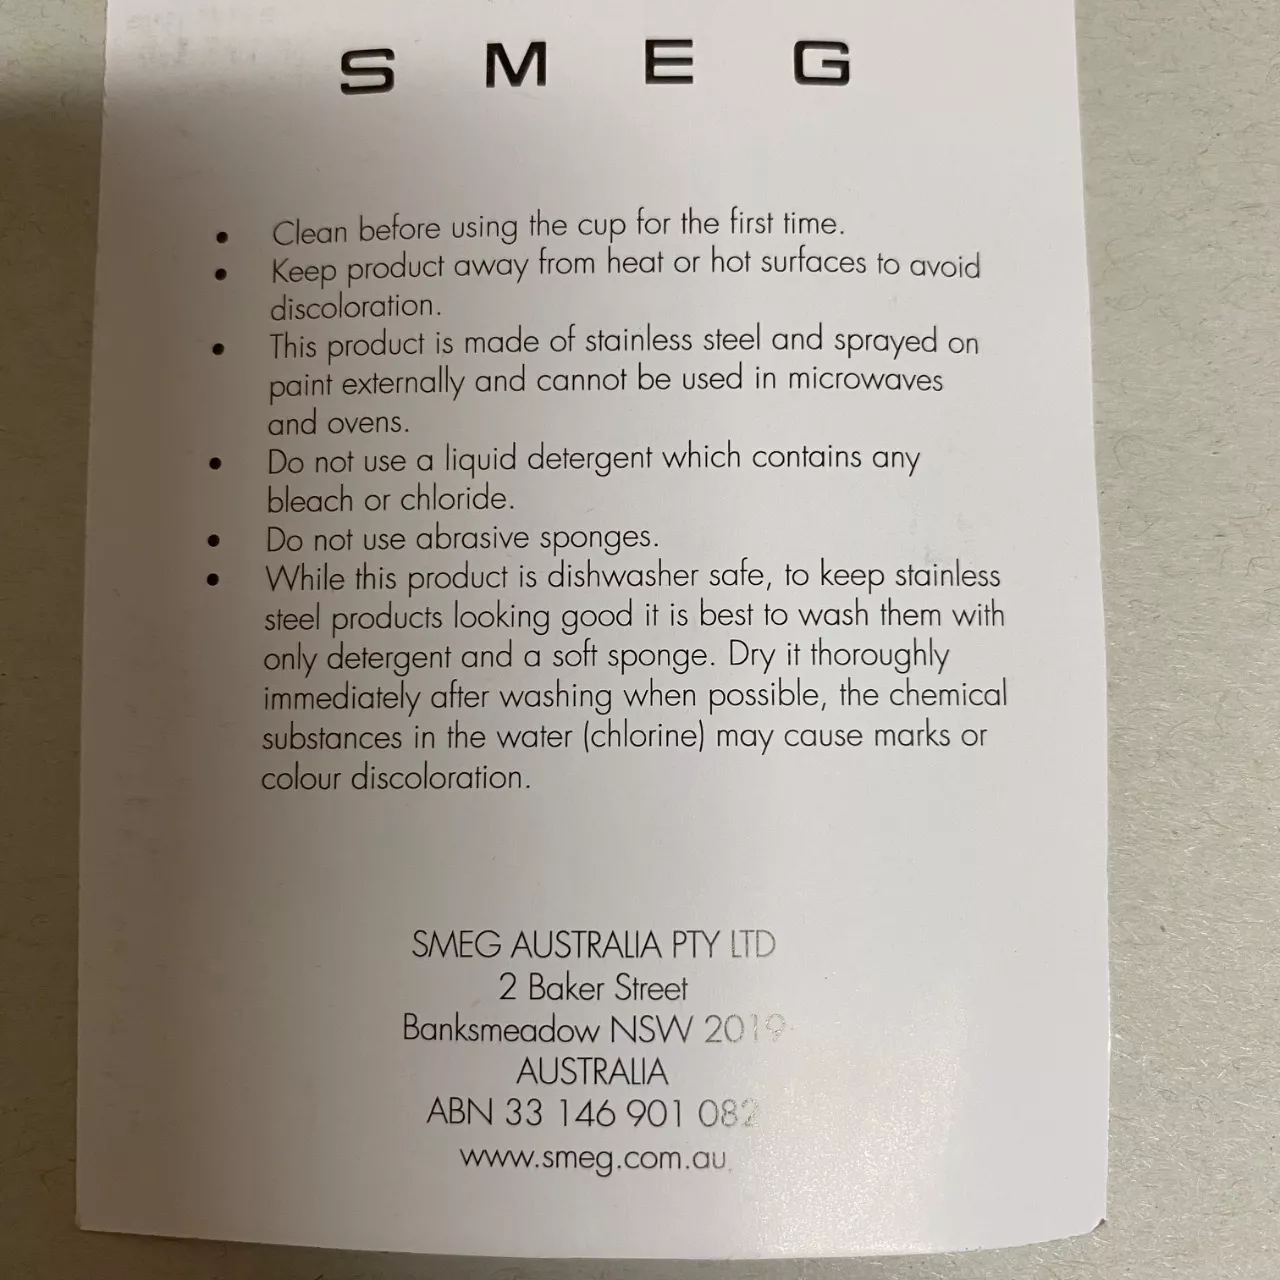 SMEG
• Clean before using the cup for the first time.
• Keep product away from heat or hot surfaces to avoid
discoloration.
• This product is made of stainless steel and sprayed on
paint externally and cannot be used in microwaves
and ovens.
• Do not use a liquid detergent which contains any
bleach or chloride.
• Do not use abrasive sponges.
• While this product is dishwasher safe, to keep stainless
steel products looking good it is best to wash them with
only detergent and a soft sponge. Dry it thoroughly
immediately after washing when possible, the chemical
substances in the water (chlorine) may cause marks or
colour discoloration.
SMEG AUSTRALIA PTY LTD
2 Baker Street
Banksmeadow NSW 2019
AUSTRALIA
ABN 33 146 901 082
www.smeg.com.au